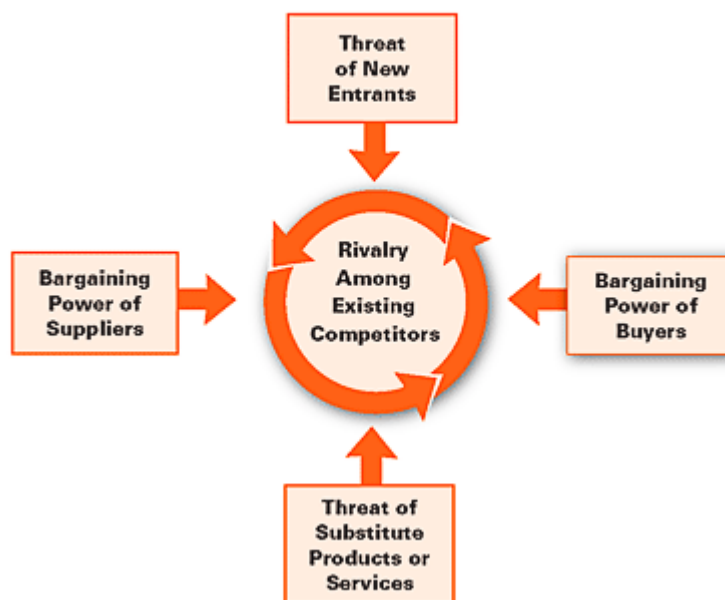 Threat
of New
Entrants
Bargaining
Power of
Suppliers
Rivalry
Among
Existing
Competitors
Bargaining
Power of
Buyers
Threat of
Substitute
Products or
Services